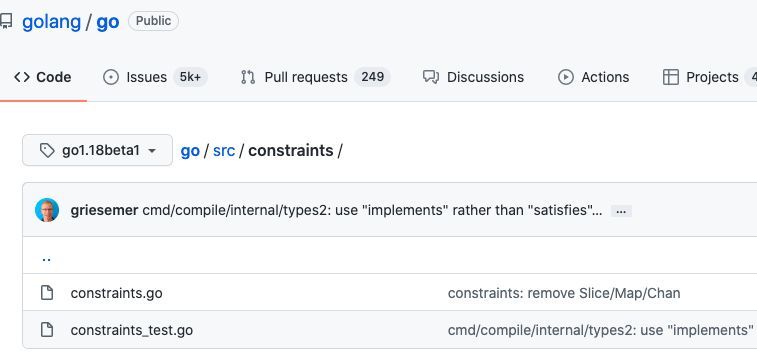 golang / go Public
Code Issues 5k+ Pull requests 249 Discussions Actions Projects 4
go1.18beta1 go / src / constraints /
griesemer cmd/compile/internal/types2: use "implements" rather than "satisfies"... ...
..
constraints.go constraints: remove Slice/Map/Chan
constraints_test.go cmd/compile/internal/types2: use "implements"